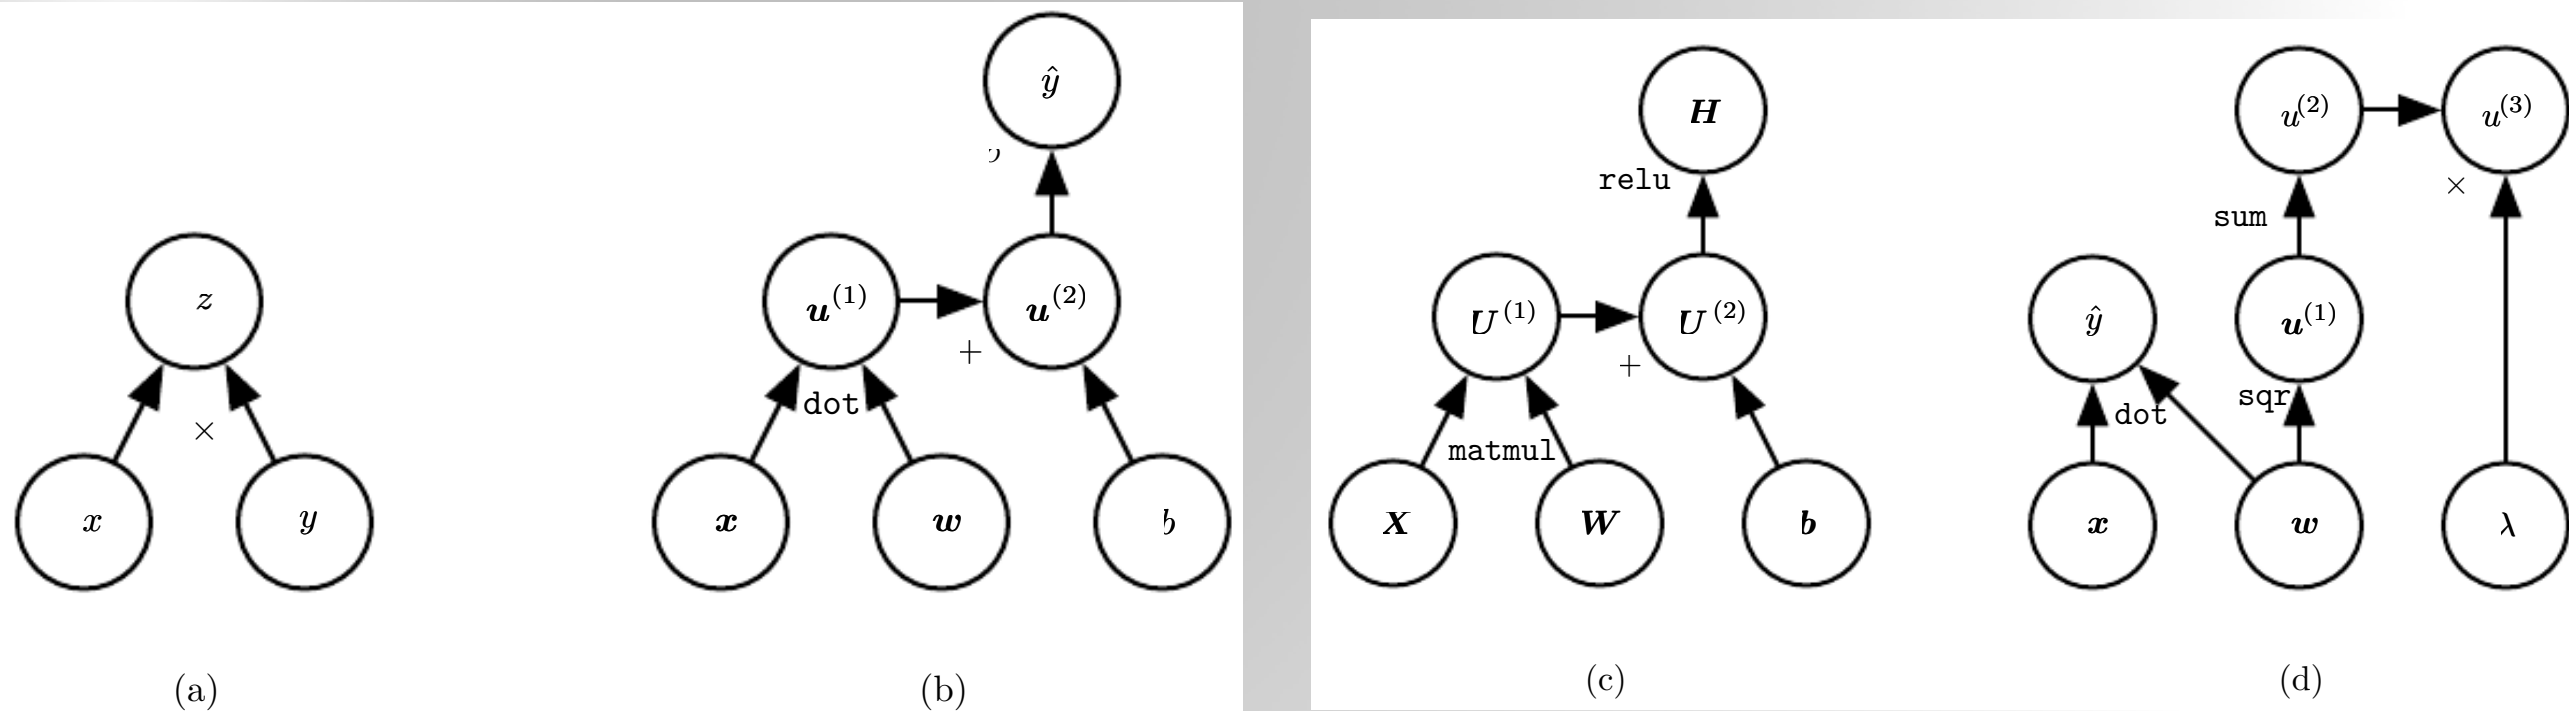 z
×
x
y
(a)
ŷ
u(1)
u(2)
+
dot
x
w
b
(b)
H
relu
U(1)
U(2)
+
matmul
X
W
b
(c)
u(2)
u(3)
×
sum
ŷ
u(1)
sqr
dot
x
w
λ
(d)